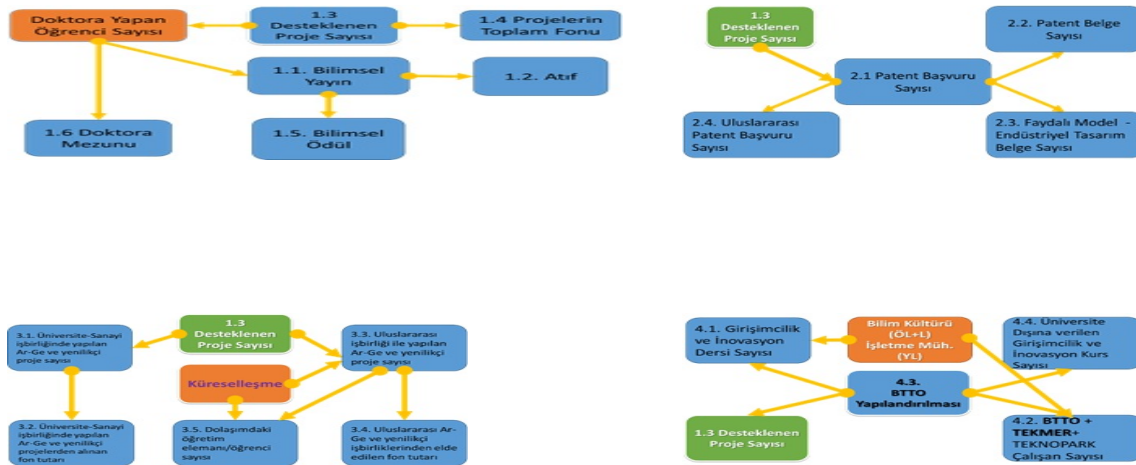 Doktora Yapan
Öğrenci Sayısı
1.3
Desteklenen
Proje Sayısı
1.4 Projelerin
Toplam Fonu
1.1. Bilimsel
Yayın
1.2. Atıf
1.6 Doktora
Mezunu
1.5. Bilimsel
Ödül
1.3
Desteklenen
Proje Sayısı
2.2. Patent Belge
Sayısı
2.1 Patent Başvuru
Sayısı
2.4. Uluslararası
Patent Başvuru
Sayısı
2.3. Faydalı Model -
Endüstriyel Tasarım
Belge Sayısı
3.1. Üniversite-Sanayi
işbirliğinde yapılan
Ar-Ge ve yenilikçi
proje sayısı
1.3
Desteklenen
Proje Sayısı
3.3. Uluslararası
işbirliği ile yapılan
Ar-Ge ve yenilikçi
proje sayısı
Küreselleşme
3.2. Üniversite-Sanayi
işbirliğinde yapılan
Ar-Ge ve yenilikçi
projelerden alınan
fon tutarı
3.5. Dolaşımdaki
öğretim
elemanı/öğrenci
sayısı
3.4. Uluslararası Ar-
Ge ve yenilikçi
işbirliklerinden elde
edilen fon tutarı
4.1. Girişimcilik
ve İnovasyon
Dersi Sayısı
Bilim Kültürü
(ÖL+L)
İşletme Müh.
(YL)
4.4. Üniversite
Dışına verilen
Girişimcilik ve
İnovasyon Kurs
Sayısı
4.3.
BTTO
Yapılandırılması
1.3 Desteklenen
Proje Sayısı
4.2. BTTO +
TEKMER+
TEKNOPARK
Çalışan Sayısı